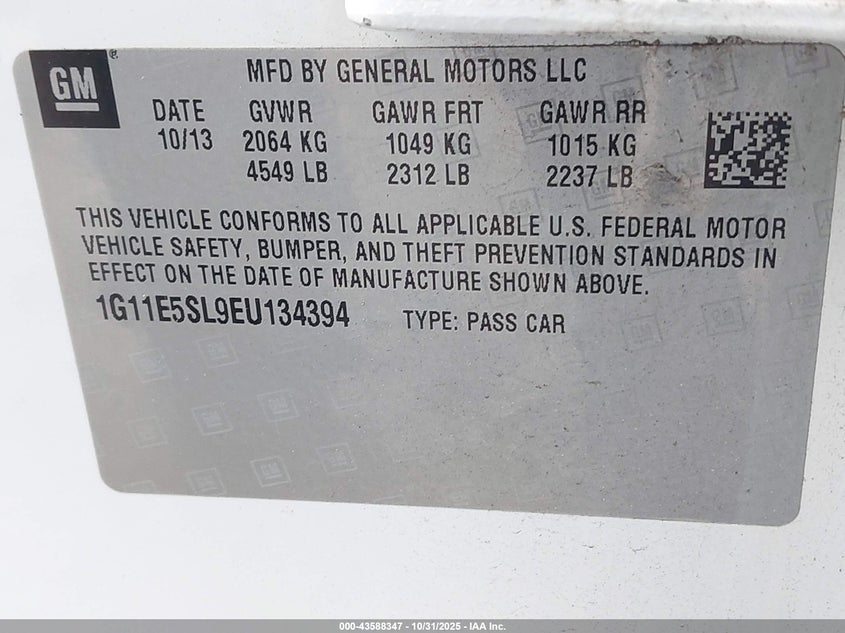 GM ®
MFD BY GENERAL MOTORS LLC
DATE GVWR GAWR FRT GAWR RR
10/13 2064 KG 1049 KG 1015 KG
4549 LB 2312 LB 2237 LB
THIS VEHICLE CONFORMS TO ALL APPLICABLE U.S. FEDERAL MOTOR
VEHICLE SAFETY, BUMPER, AND THEFT PREVENTION STANDARDS IN
EFFECT ON THE DATE OF MANUFACTURE SHOWN ABOVE.
1G11E5SL9EU134394 TYPE: PASS CAR
000-43588347 - 10/31/2025 - IAA Inc.